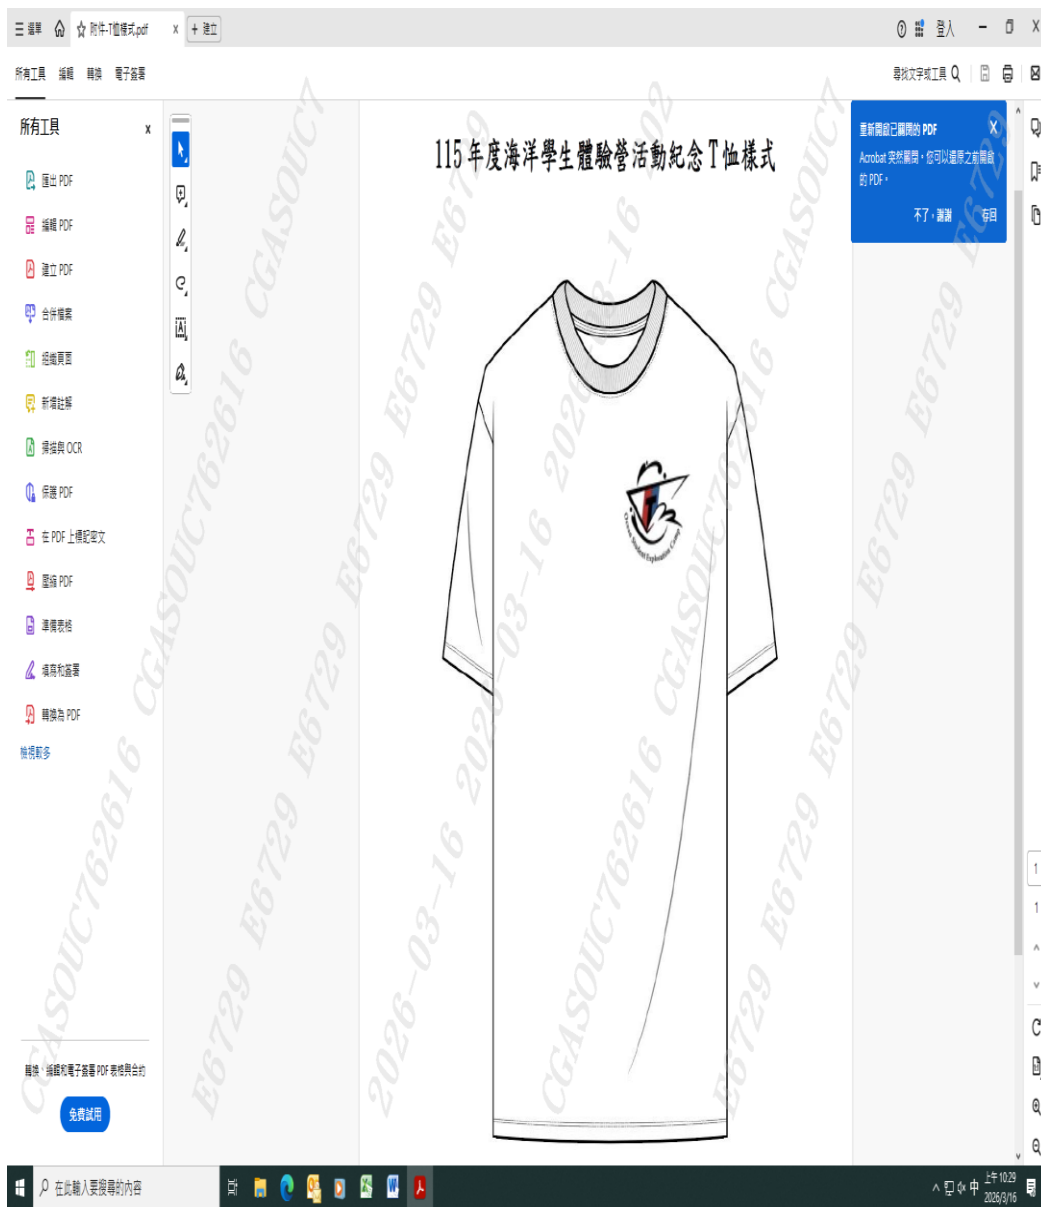 選單
附件-T恤樣式.pdf
x
+ 建立
登入
所有工具
編輯
轉換
電子簽署
尋找文字或工具
所有工具
x
匯出 PDF
編輯 PDF
建立 PDF
合併檔案
組織頁面
新增註解
掃描與 OCR
保護 PDF
在 PDF 上標記密文
壓縮 PDF
準備表格
填寫和簽署
轉換為 PDF
檢視較多
轉換、編輯和電子簽署 PDF 表格與合約
免費試用
115 年度海洋學生體驗營活動紀念 T 恤樣式
T
Ocean Student Exploration Camp
重新開啟已關閉的 PDF
X
Acrobat 突然關閉。您可以還原之前開啟
的 PDF。
不了，謝謝
存回
1
1
CGASOUC762616 E6729 2026-03-16
在此輸入要搜尋的內容
中
上午 10:29
2026/3/16